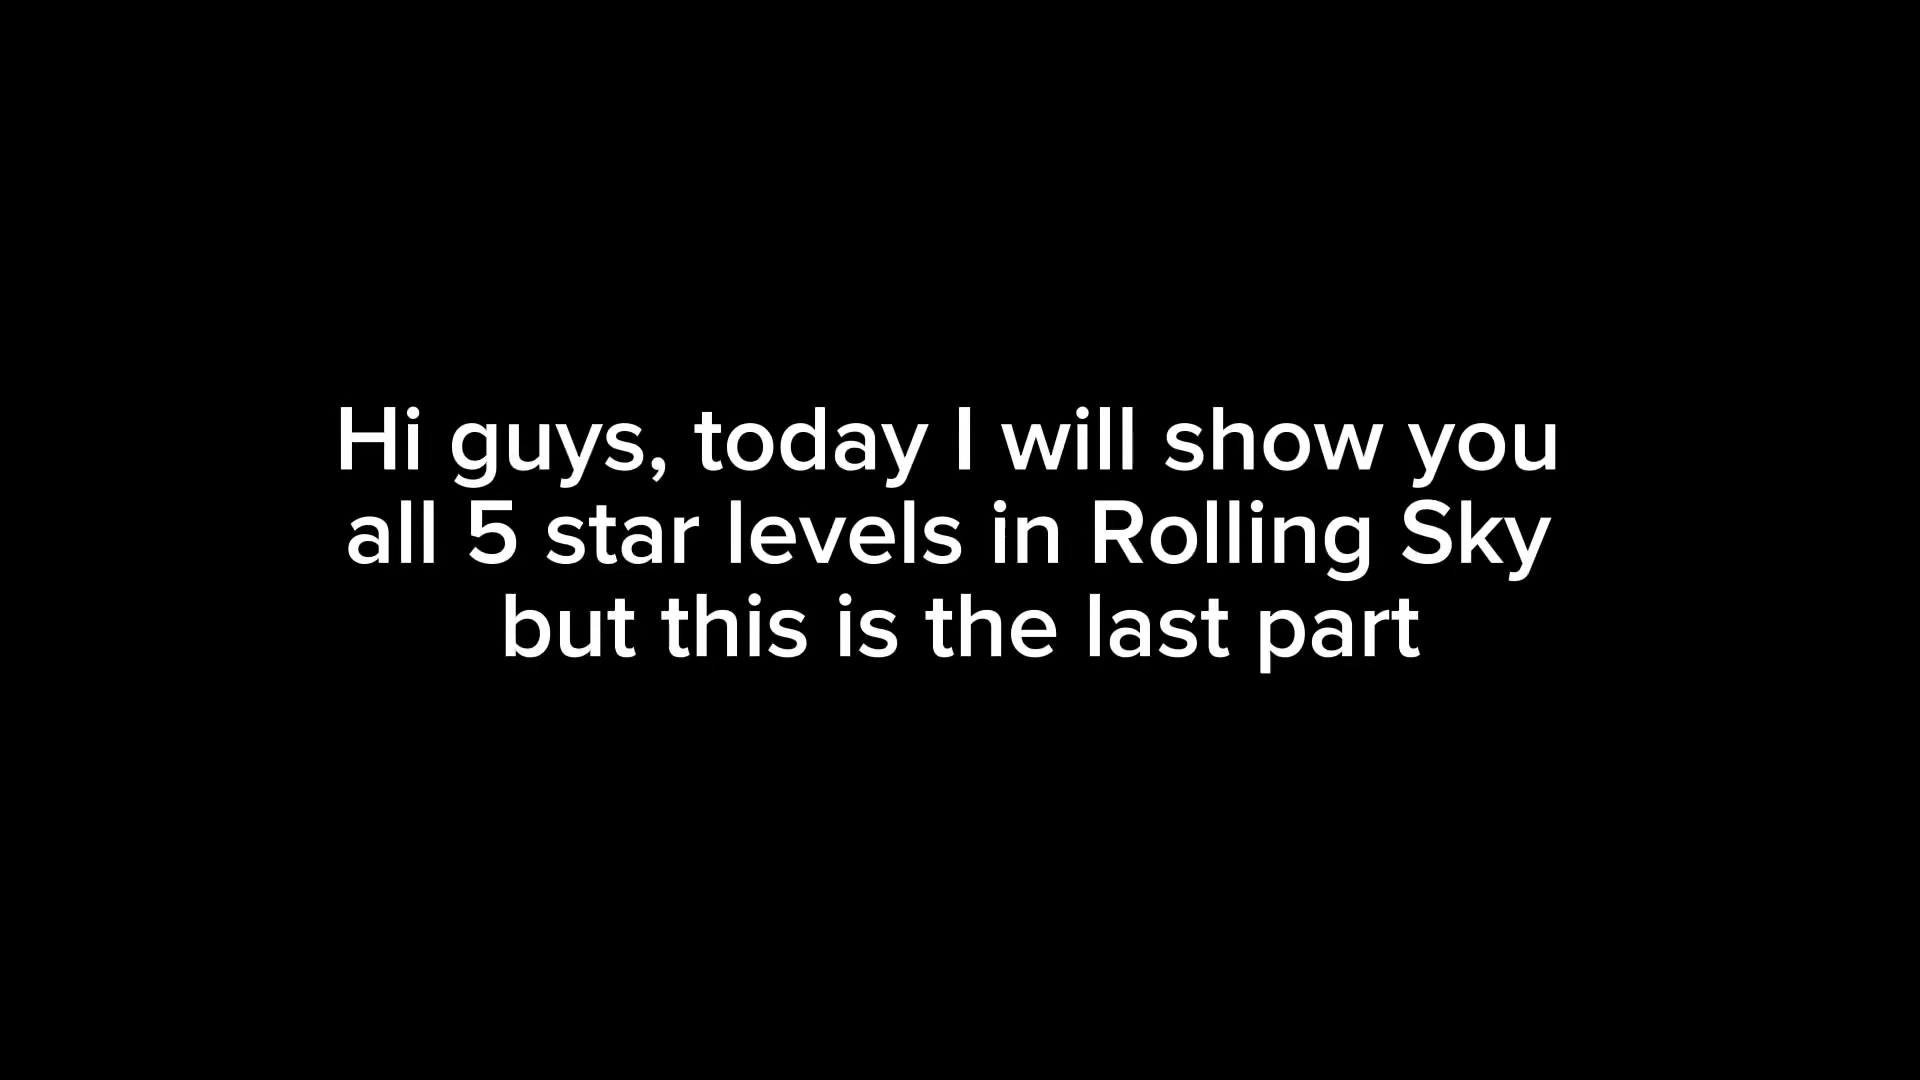 Hi guys, today I will show you
all 5 star levels in Rolling Sky
but this is the last part